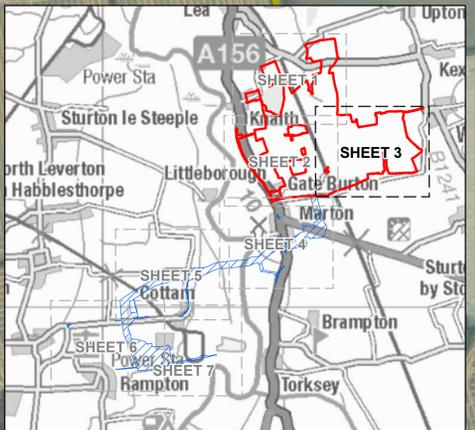 Lea
Upton
A156
Power Sta
SHEET 1
Kex
Sturton le Steeple
Knaith
SHEET 3
orth Leverton
Habblesthorpe
SHEET 2
Littleborough
Gate Burton
B1241
10
Marton
SHEET 4
Sturt
by Sto
SHEET 5
Cottam
Brampton
SHEET 6
Power Sta
SHEET 7
Rampton
Torksey